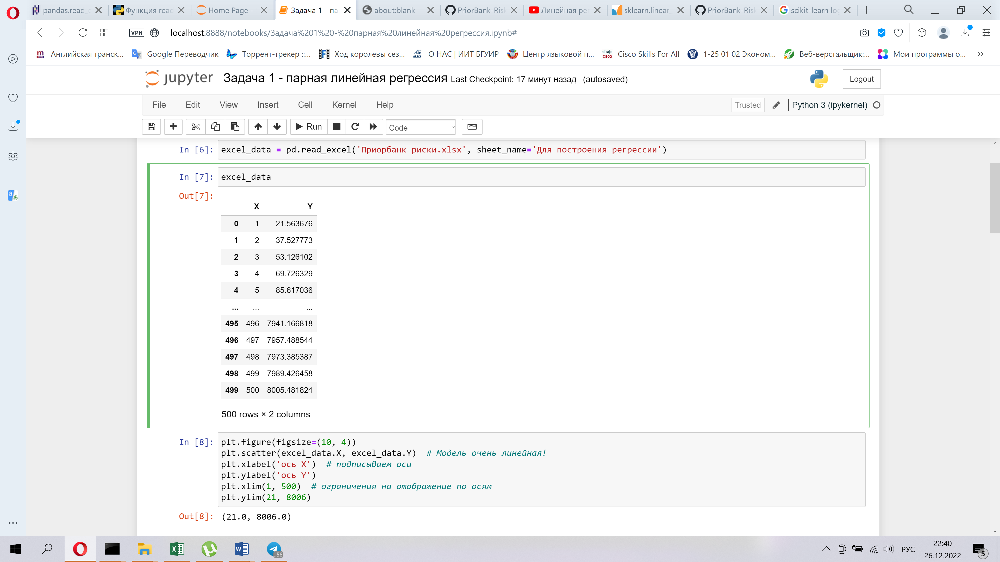 pandas.read_e
Функция read
Home Page -
Задача 1 - па
about:blank
PriorBank-Risk
Линейная рег
sklearn.linear_
PriorBank-Risk
scikit-learn lo
VPN
localhost:8888/notebooks/Задача%201%20-%20парная%20линейная%20регрессия.ipynb#
Английская транск...
Google Переводчик
Торрент-трекер ::...
Ход королевы сез...
О НАС | ИИТ БГУИР
Центр языковой п...
Cisco Skills For All
1-25 01 02 Эконом...
Веб-верстальщик:...
Мои программы о...
jupyter Задача 1 - парная линейная регрессия Last Checkpoint: 17 минут назад (autosaved)
Logout
File Edit View Insert Cell Kernel Help
Trusted Python 3 (ipykernel)
Run Code
In [6]: excel_data = pd.read_excel('Приорбанк риски.xlsx', sheet_name='Для построения регрессии')
In [7]: excel_data
Out[7]:
X Y
0 1 21.563676
1 2 37.527773
2 3 53.126102
3 4 69.726329
4 5 85.617036
... ... ...
495 496 7941.166818
496 497 7957.488544
497 498 7973.385387
498 499 7989.426458
499 500 8005.481824
500 rows × 2 columns
In [8]: plt.figure(figsize=(10, 4))
plt.scatter(excel_data.X, excel_data.Y)  # Модель очень линейная!
plt.xlabel('ось X')  # подписываем оси
plt.ylabel('ось Y')
plt.xlim(1, 500)  # ограничения на отображение по осям
plt.ylim(21, 8006)
Out[8]: (21.0, 8006.0)
..56
РУС
22:40
26.12.2022
5